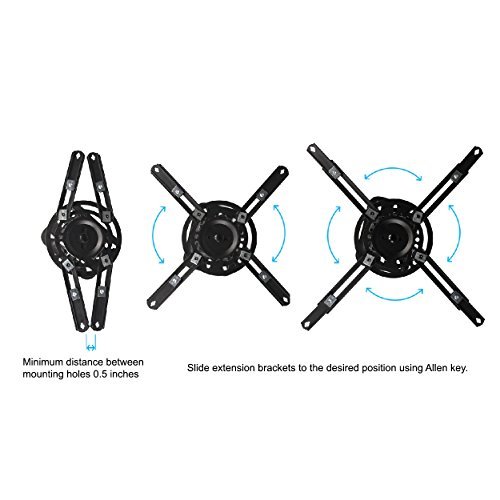 Minimum distance between
mounting holes 0.5 inches
Slide extension brackets to the desired position using Allen key.